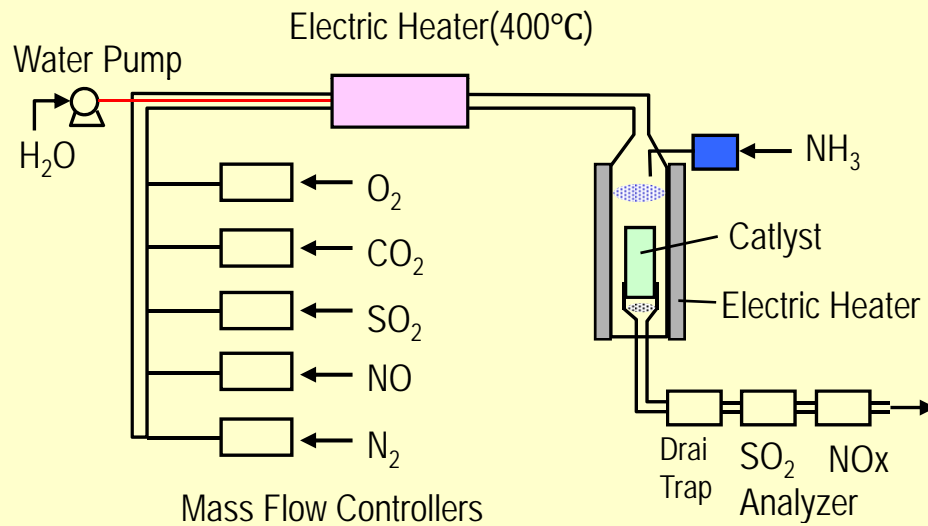 Electric Heater(400℃)
Water Pump
H₂O
NH₃
O₂
CO₂
SO₂
NO
N₂
Catlyst
Electric Heater
Drai
Trap
SO₂
Analyzer
NOx
Mass Flow Controllers